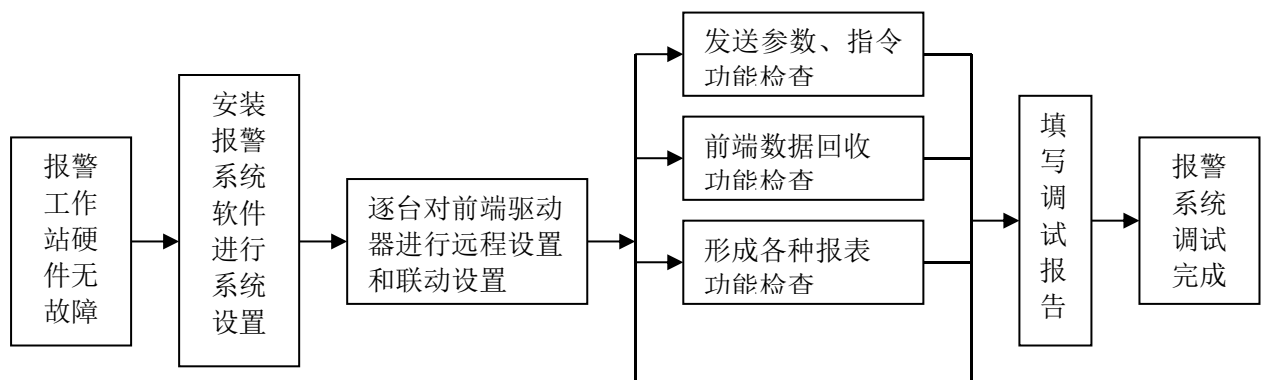 报警
工作
站硬
件无
故障
安装
报警
系统
软件
进行
系统
设置
逐台对前端驱动
器进行远程设置
和联动设置
发送参数、指令
功能检查
前端数据回收
功能检查
形成各种报表
功能检查
填
写
调
试
报
告
报警
系统
调试
完成